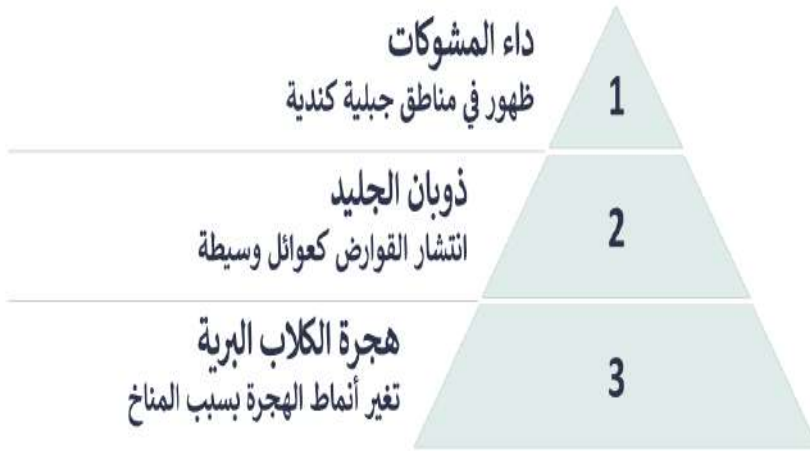 داء المشوكات
ظهور في مناطق جبلية كندية
1
ذوبان الجليد
انتشار القوارض كعوائل وسيطة
2
هجرة الكلاب البرية
تغير أنماط الهجرة بسبب المناخ
3